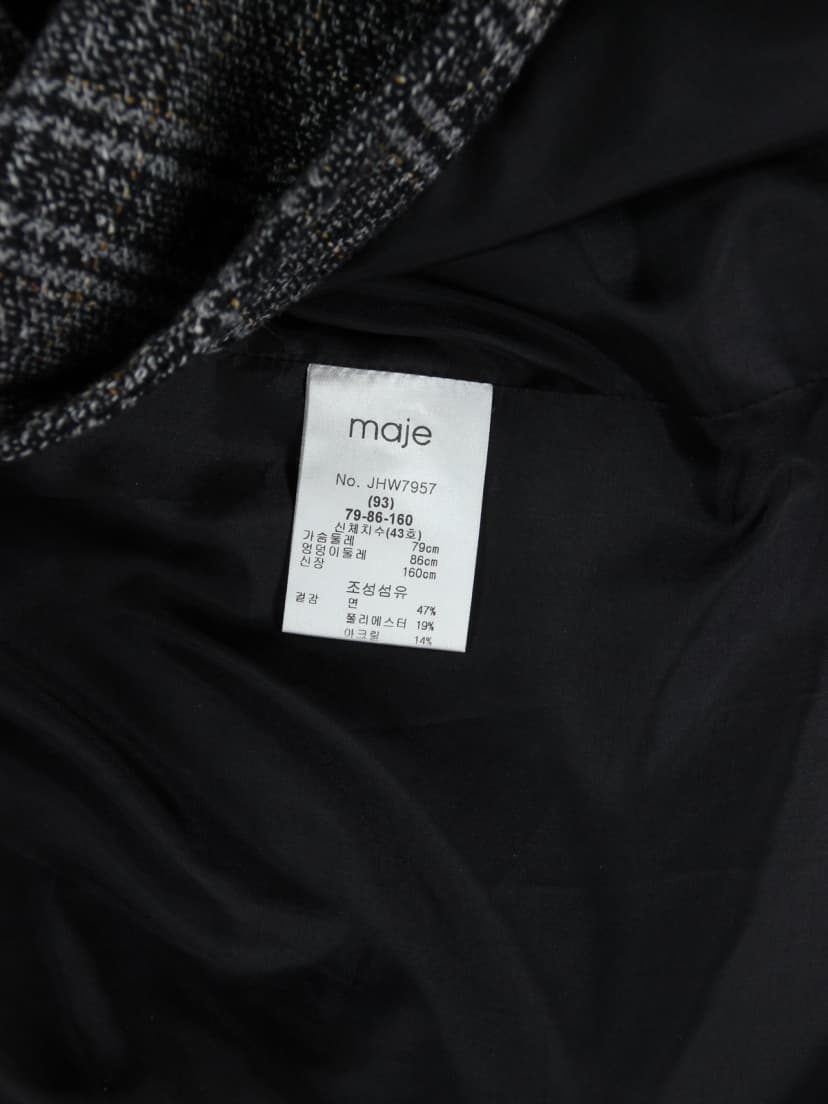 maje
No. JHW7957
(93)
79-86-160
신체치수(43호)
가슴둘레 79cm
엉덩이둘레 86cm
신장 160cm
조성섬유
겉감 면 47%
폴리에스터 19%
아크릴 14%